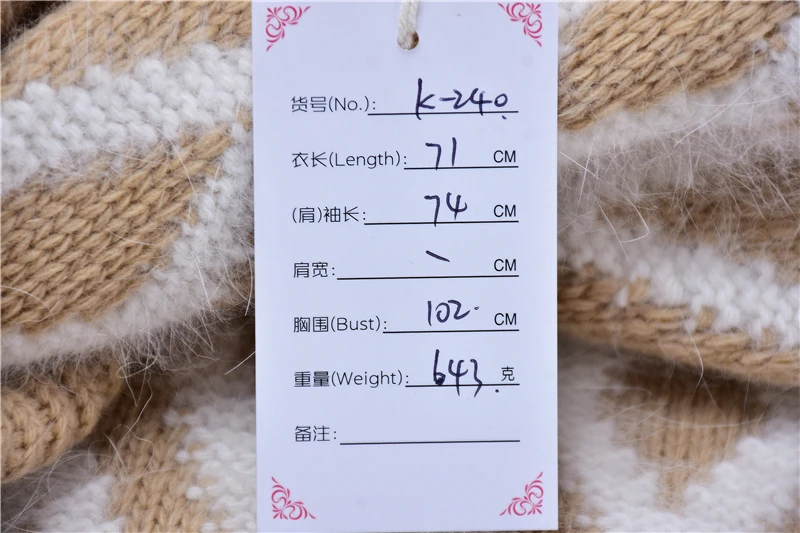 货号(No.): K-240.
衣长(Length): 71 CM
(肩)袖长: 74 CM
肩宽: - CM
胸围(Bust): 102. CM
重量(Weight): 643. 克
备注: